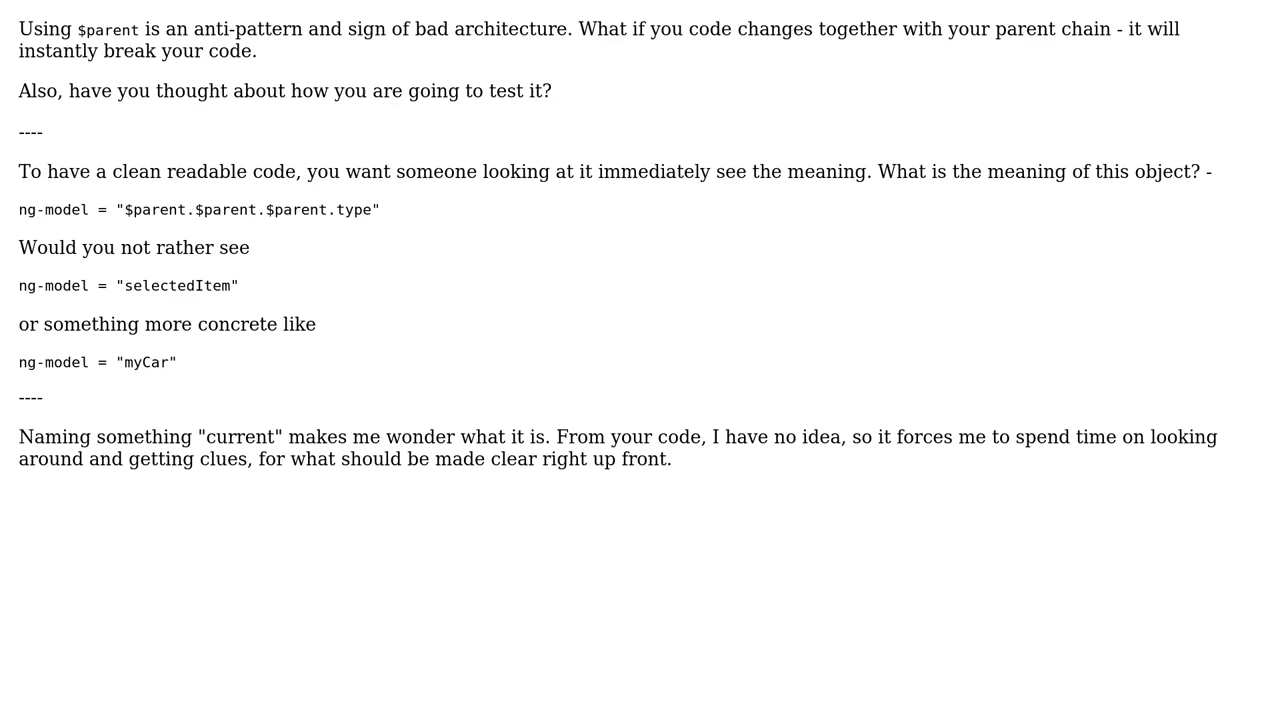 Using $parent is an anti-pattern and sign of bad architecture. What if you code changes together with your parent chain - it will
instantly break your code.
Also, have you thought about how you are going to test it?
----
To have a clean readable code, you want someone looking at it immediately see the meaning. What is the meaning of this object? -
ng-model = "$parent.$parent.$parent.type"
Would you not rather see
ng-model = "selectedItem"
or something more concrete like
ng-model = "myCar"
----
Naming something "current" makes me wonder what it is. From your code, I have no idea, so it forces me to spend time on looking
around and getting clues, for what should be made clear right up front.